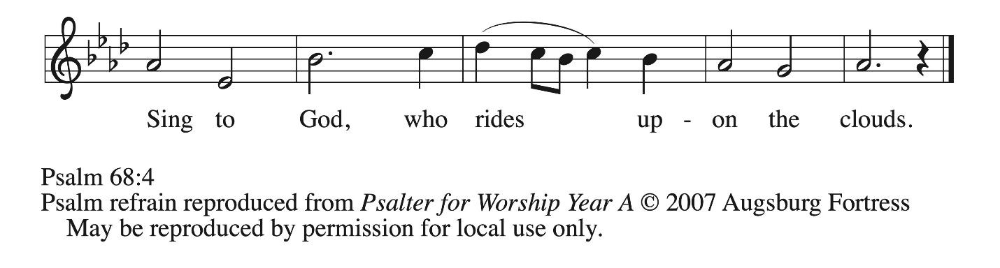 Sing to God, who rides up - on the clouds.
Psalm 68:4
Psalm refrain reproduced from Psalter for Worship Year A © 2007 Augsburg Fortress
May be reproduced by permission for local use only.